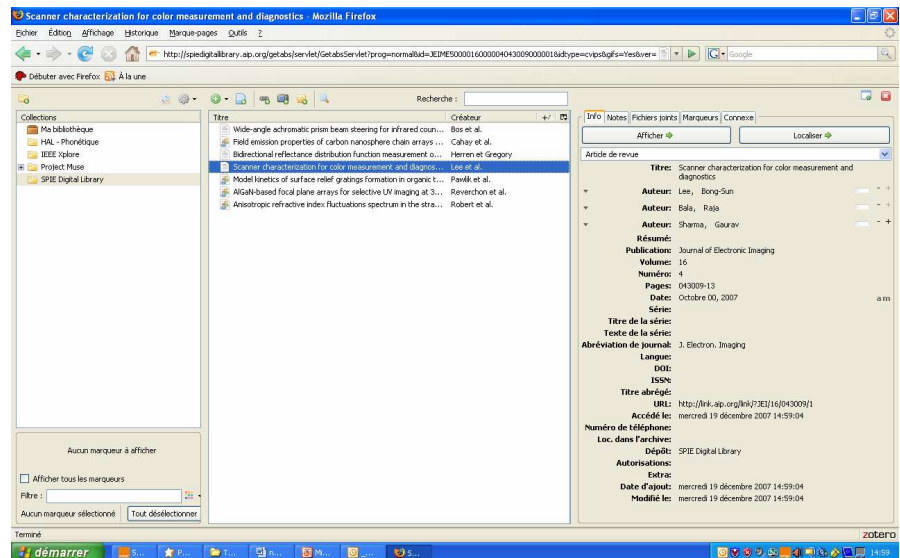 Scanner characterization for color measurement and diagnostics - Mozilla Firefox
Fichier Édition Affichage Historique Marque-pages Outils ?
http://spiedigitallibrary.aip.org/getabs/servlet/GetabsServlet?prog=normal&id=JEIME5000016000004043009000001&idtype=cvips&gifs=Yes&ver=
Google
Débuter avec Firefox À la une
Recherche :
Collections
Ma bibliothèque
HAL - Phonétique
IEEE Xplore
Project Muse
SPIE Digital Library
Aucun marqueur à afficher
Afficher tous les marqueurs
Filtre :
Aucun marqueur sélectionné Tout désélectionner
Titre Créateur +/
Wide-angle achromatic prism beam steering for infrared coun... Bos et al.
Field emission properties of carbon nanosphere chain arrays ... Cahay et al.
Bidirectional reflectance distribution function measurement o... Herren et Gregory
Scanner characterization for color measurement and diagnos... Lee et al.
Model kinetics of surface relief gratings formation in organic t... Pawlik et al.
AlGaN-based focal plane arrays for selective UV imaging at 3... Reverchon et al.
Anisotropic refractive index fluctuations spectrum in the stra... Robert et al.
Info Notes Fichiers joints Marqueurs Connexe
Afficher Localiser
Article de revue
Titre: Scanner characterization for color measurement and
diagnostics
Auteur: Lee, Bong-Sun - +
Auteur: Bala, Raja - +
Auteur: Sharma, Gaurav - +
Résumé:
Publication: Journal of Electronic Imaging
Volume: 16
Numéro: 4
Pages: 043009-13
Date: Octobre 00, 2007 a m
Série:
Titre de la série:
Texte de la série:
Abréviation de journal: J. Electron. Imaging
Langue:
DOI:
ISSN:
Titre abrégé:
URL: http://link.aip.org/link/?JEI/16/043009/1
Accédé le: mercredi 19 décembre 2007 14:59:04
Numéro de téléphone:
Loc. dans l'archive:
Dépôt: SPIE Digital Library
Autorisations:
Extra:
Date d'ajout: mercredi 19 décembre 2007 14:59:04
Modifié le: mercredi 19 décembre 2007 14:59:04
Terminé zotero
démarrer S... P... T... n... M... S... 14:59